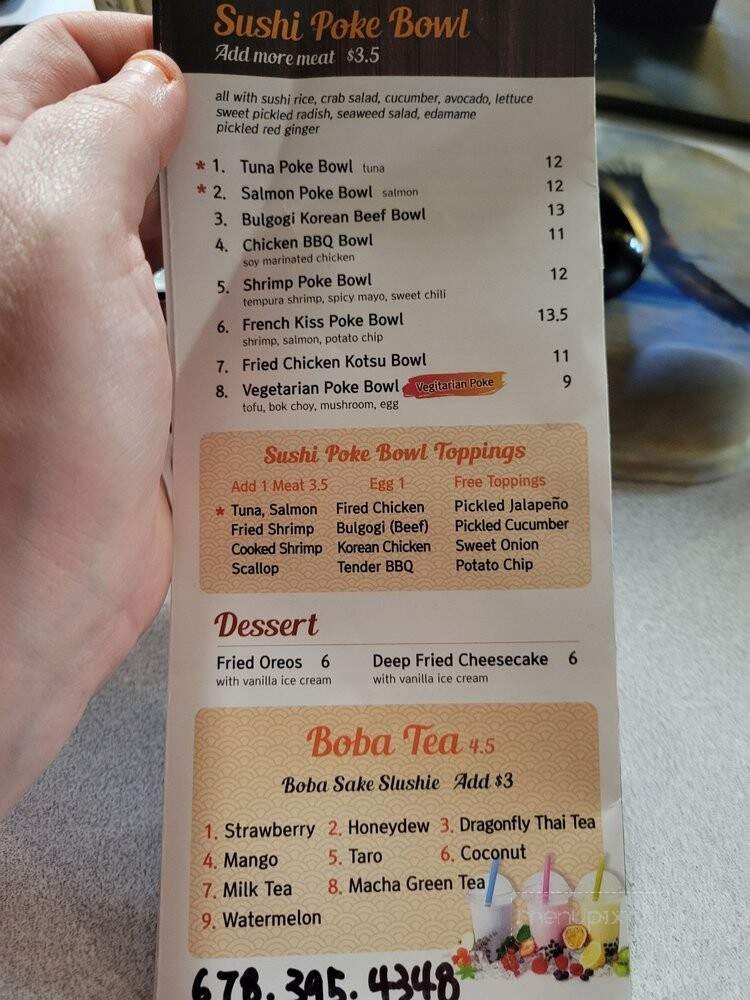 Sushi Poke Bowl
Add more meat $3.5
all with sushi rice, crab salad, cucumber, avocado, lettuce
sweet pickled radish, seaweed salad, edamame
pickled red ginger
* 1. Tuna Poke Bowl tuna 12
* 2. Salmon Poke Bowl salmon 12
3. Bulgogi Korean Beef Bowl 13
4. Chicken BBQ Bowl 11
soy marinated chicken
5. Shrimp Poke Bowl 12
tempura shrimp, spicy mayo, sweet chili
6. French Kiss Poke Bowl 13.5
shrimp, salmon, potato chip
7. Fried Chicken Kotsu Bowl 11
8. Vegetarian Poke Bowl Vegitarian Poke 9
tofu, bok choy, mushroom, egg
Sushi Poke Bowl Toppings
Add 1 Meat 3.5 Egg 1 Free Toppings
* Tuna, Salmon Fired Chicken Pickled Jalapeño
Fried Shrimp Bulgogi (Beef) Pickled Cucumber
Cooked Shrimp Korean Chicken Sweet Onion
Scallop Tender BBQ Potato Chip
Dessert
Fried Oreos 6 Deep Fried Cheesecake 6
with vanilla ice cream with vanilla ice cream
Boba Tea 4.5
Boba Sake Slushie Add $3
1. Strawberry 2. Honeydew 3. Dragonfly Thai Tea
4. Mango 5. Taro 6. Coconut
7. Milk Tea 8. Macha Green Tea
9. Watermelon
menupix
678.395.4348